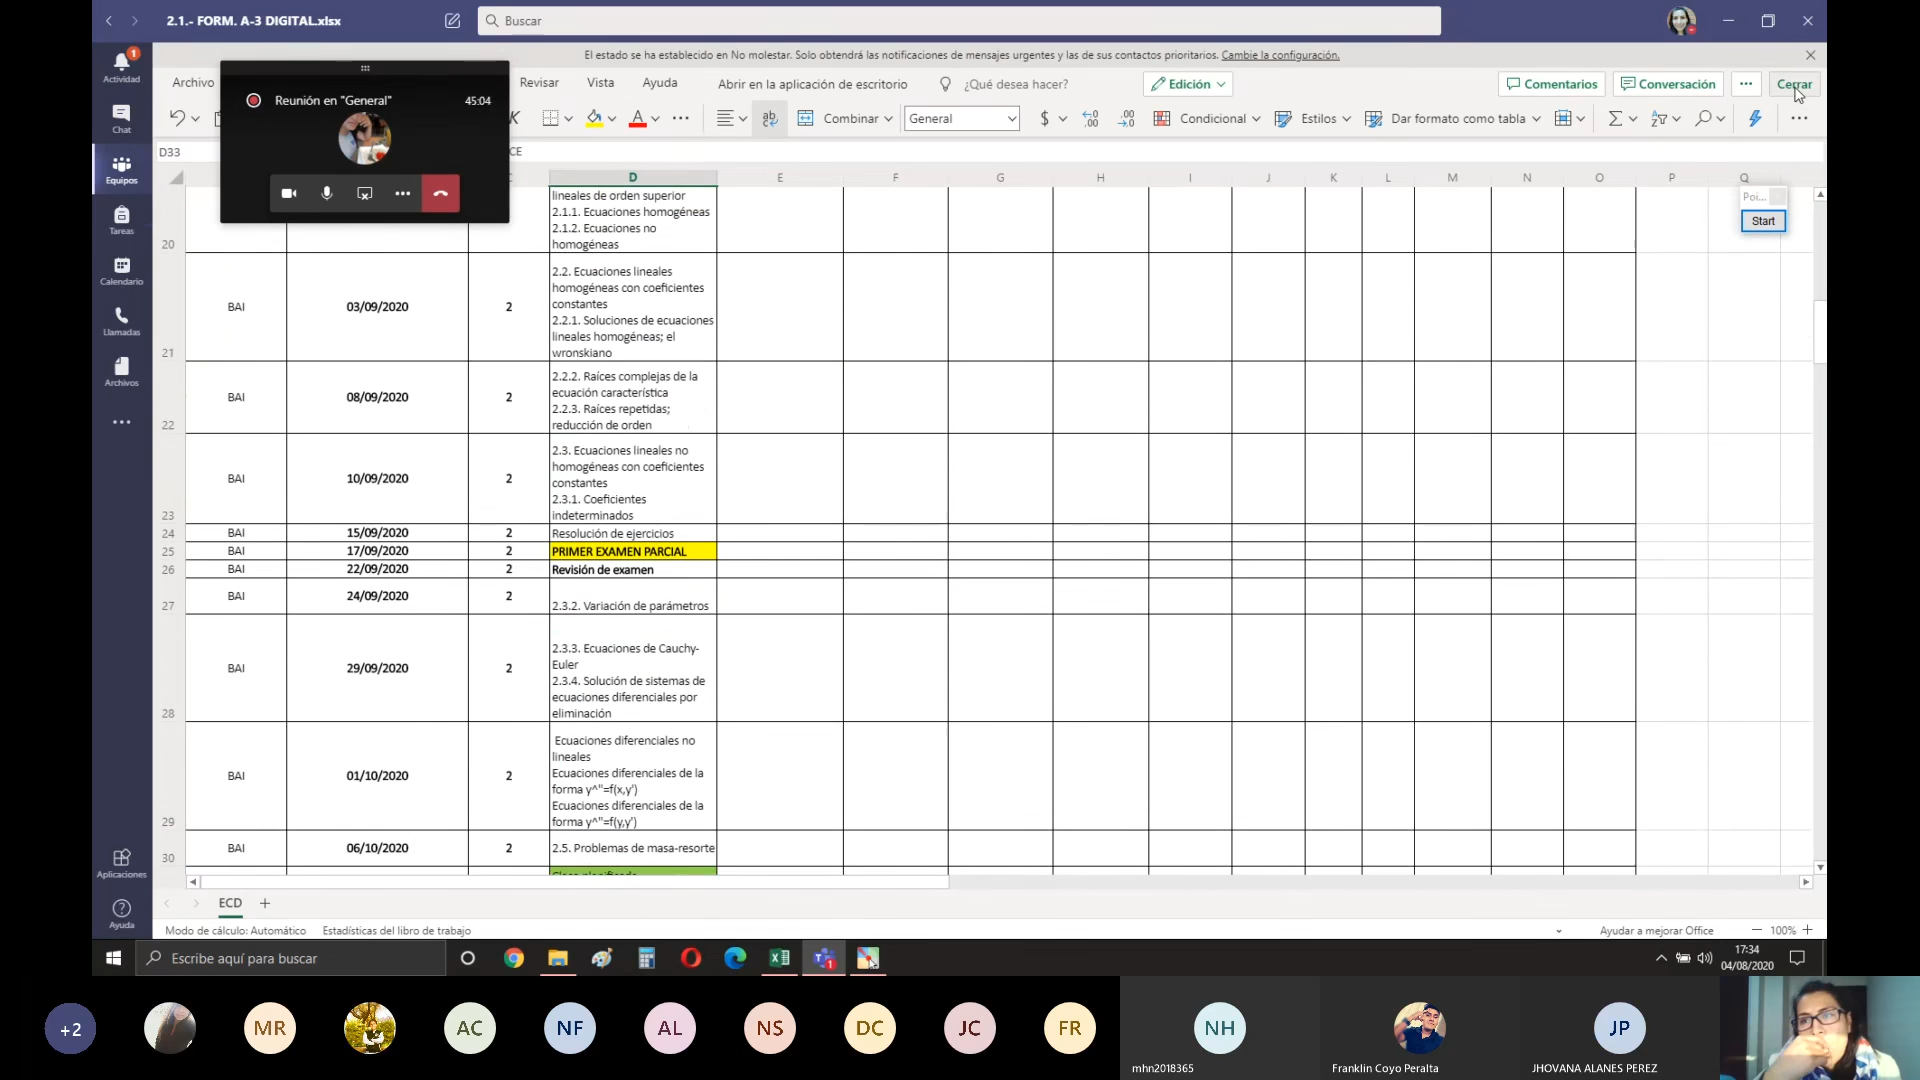 2.1.- FORM. A-3 DIGITAL.xlsx
Buscar
El estado se ha establecido en No molestar. Solo obtendrá las notificaciones de mensajes urgentes y las de sus contactos prioritarios. Cambie la configuración.
1
Actividad
Chat
Equipos
Tareas
Calendario
Llamadas
Archivos
Aplicaciones
Ayuda
Archivo
Revisar
Vista
Ayuda
Abrir en la aplicación de escritorio
¿Qué desea hacer?
Edición
Comentarios
Conversación
Cerrar
Reunión en "General"
45:04
K
A
ab
Combinar
General
$
Condicional
Estilos
Dar formato como tabla
D33
CE
D E F G H I J K L M N O P Q
Poi...
Start
lineales de orden superior
2.1.1. Ecuaciones homogéneas
2.1.2. Ecuaciones no
homogéneas
20
BAI 03/09/2020 2
2.2. Ecuaciones lineales
homogéneas con coeficientes
constantes
2.2.1. Soluciones de ecuaciones
lineales homogéneas; el
wronskiano
21
BAI 08/09/2020 2
2.2.2. Raíces complejas de la
ecuación característica
2.2.3. Raíces repetidas;
reducción de orden
22
BAI 10/09/2020 2
2.3. Ecuaciones lineales no
homogéneas con coeficientes
constantes
2.3.1. Coeficientes
indeterminados
23
24 BAI 15/09/2020 2 Resolución de ejercicios
25 BAI 17/09/2020 2 PRIMER EXAMEN PARCIAL
26 BAI 22/09/2020 2 Revisión de examen
27 BAI 24/09/2020 2 2.3.2. Variación de parámetros
BAI 29/09/2020 2
2.3.3. Ecuaciones de Cauchy-
Euler
2.3.4. Solución de sistemas de
ecuaciones diferenciales por
eliminación
28
BAI 01/10/2020 2
Ecuaciones diferenciales no
lineales
Ecuaciones diferenciales de la
forma y^"=f(x,y')
Ecuaciones diferenciales de la
forma y^"=f(y,y')
29
30 BAI 06/10/2020 2 2.5. Problemas de masa-resorte
ECD
Modo de cálculo: Automático
Estadísticas del libro de trabajo
Ayudar a mejorar Office
100%
Escribe aquí para buscar
17:34
04/08/2020
+2
MR
AC
NF
AL
NS
DC
JC
FR
NH
mhn2018365
Franklin Coyo Peralta
JP
JHOVANA ALANES PEREZ